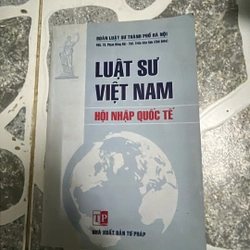 ĐOÀN LUẬT SƯ THÀNH PHỐ HÀ NỘI
LUẬT SƯ
VIỆT NAM
HỘI NHẬP QUỐC TẾ
TP
NHÀ XUẤT BẢN TƯ PHÁP